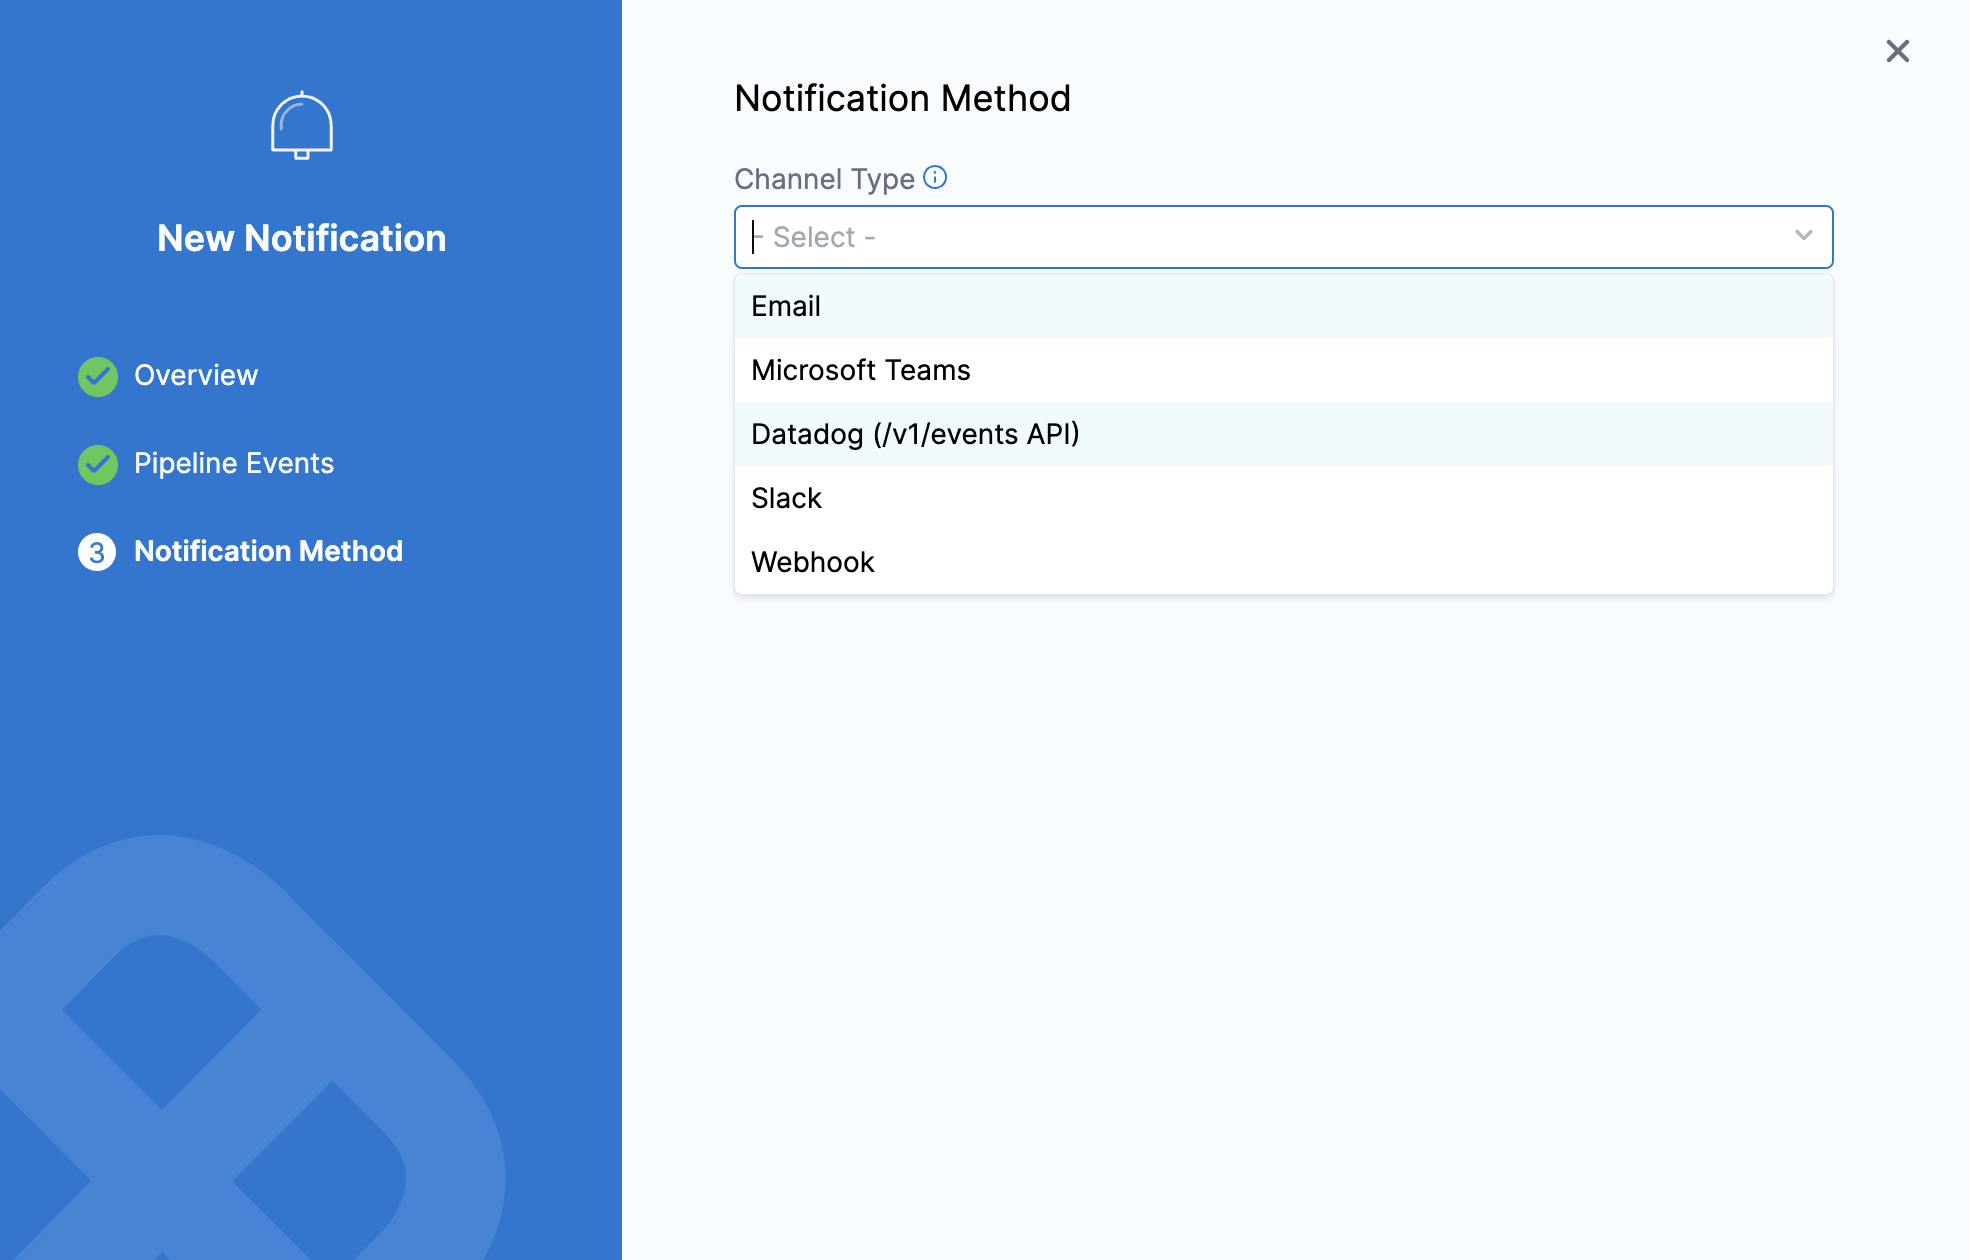 New Notification
Overview
Pipeline Events
3 Notification Method
Notification Method
Channel Type
- Select -
Email
Microsoft Teams
Datadog (/v1/events API)
Slack
Webhook